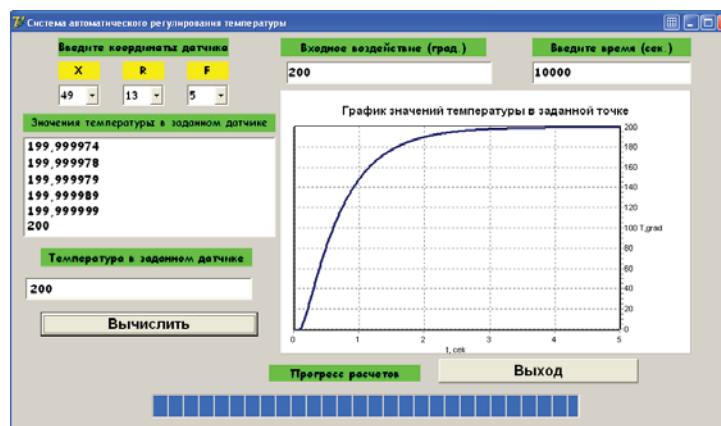 Система автоматического регулирования температуры
Введите координаты датчика
X R F
49 13 5
Значения температуры в заданном датчике
199,999974
199,999978
199,999979
199,999989
199,999999
200
Температура в заданном датчике
200
Вычислить
Входное воздействие (град.)
200
Введите время (сек.)
10000
График значений температуры в заданной точке
200
180
160
140
120
100 T,grad
80
60
40
20
0
0 1 2 3 4 5
t, cek
Прогресс расчетов
Выход